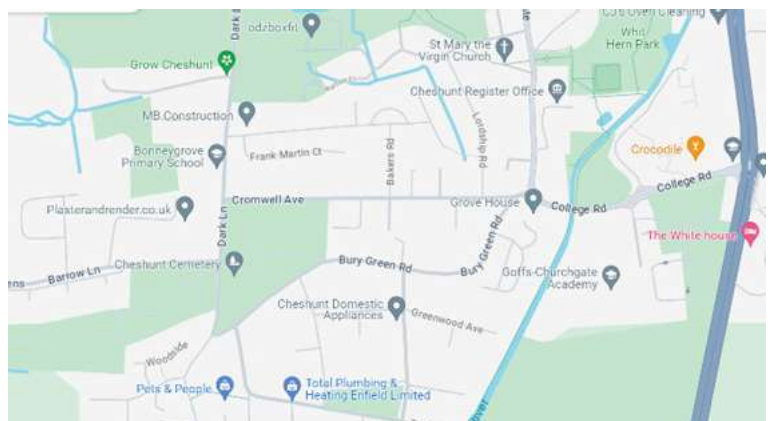 CJ's Oven Cleaning
odzboxfit
Dark
Whit
Hern Park
St Mary the
Virgin Church
Grow Cheshunt
Cheshunt Register Office
MB Construction
Lordship Rd
Bonneygrove
Primary School
Frank Martin Ct
Bakers Rd
Crocodile
College Rd
Cromwell Ave
Grove House
College Rd
Plasterandrender.co.uk
Dark Ln
The White house
Bury Green Rd
Bury Green Rd
Cheshunt Cemetery
Barrow Ln
Goffs-Churchgate
Academy
Cheshunt Domestic
Appliances
Greenwood Ave
Woodside
Pets & People
Total Plumbing &
Heating Enfield Limited